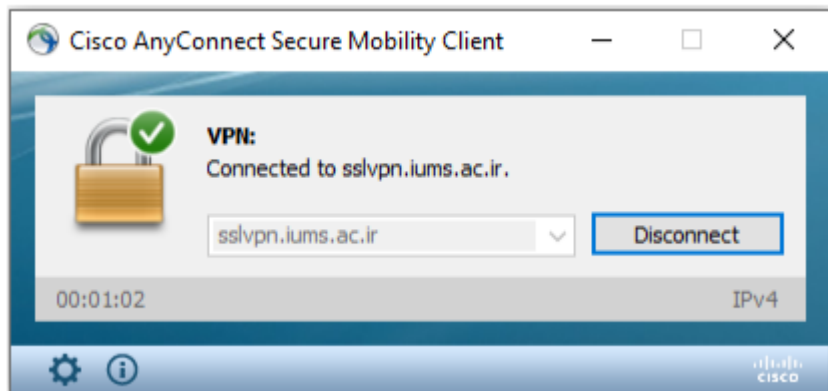 Cisco AnyConnect Secure Mobility Client
VPN:
Connected to sslvpn.iums.ac.ir.
sslvpn.iums.ac.ir
Disconnect
00:01:02
IPv4
cisco